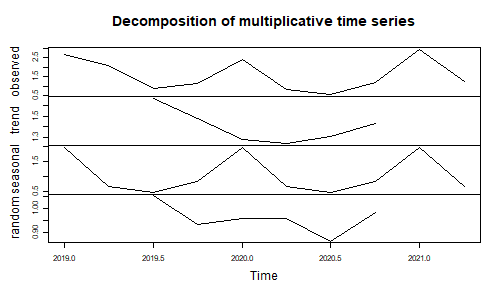 Decomposition of multiplicative time series
observed
0.5 1.5 2.5
trend
1.3 1.5
seasonal
0.5 1.5
random
0.90 1.00
2019.0 2019.5 2020.0 2020.5 2021.0
Time